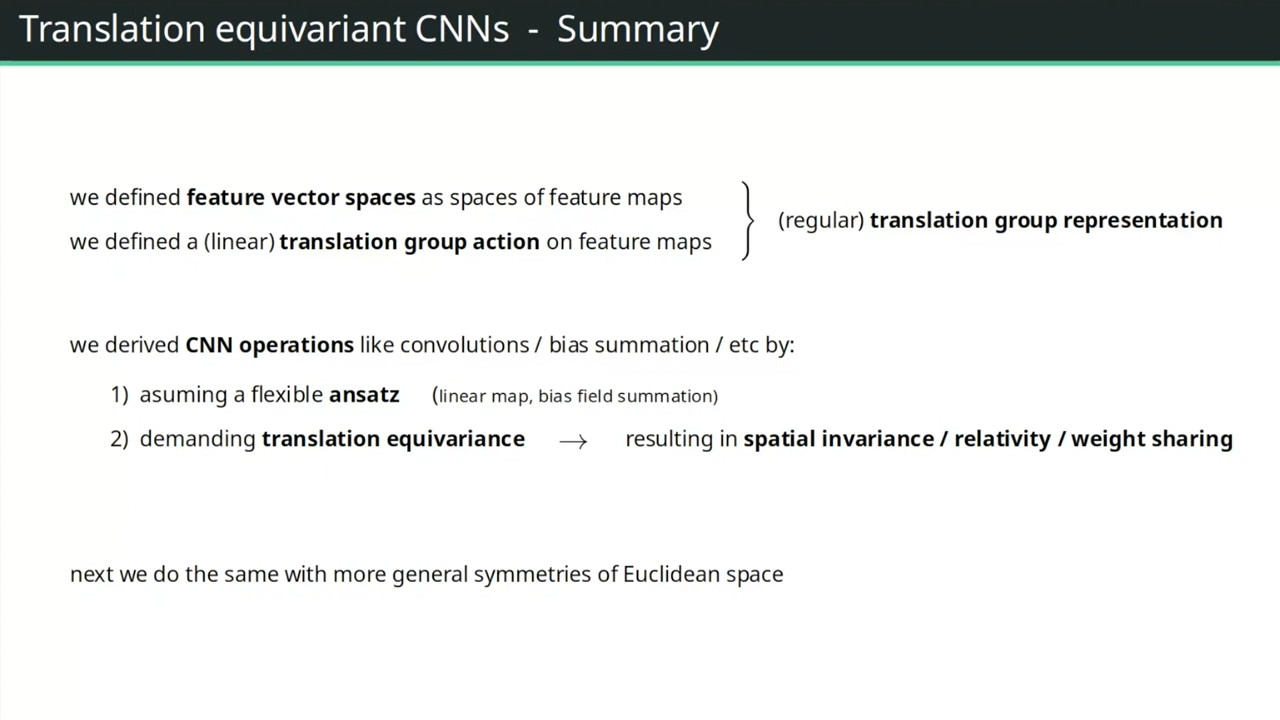 Translation equivariant CNNs - Summary
we defined feature vector spaces as spaces of feature maps
we defined a (linear) translation group action on feature maps
(regular) translation group representation
we derived CNN operations like convolutions / bias summation / etc by:
1) asuming a flexible ansatz (linear map, bias field summation)
2) demanding translation equivariance → resulting in spatial invariance / relativity / weight sharing
next we do the same with more general symmetries of Euclidean space